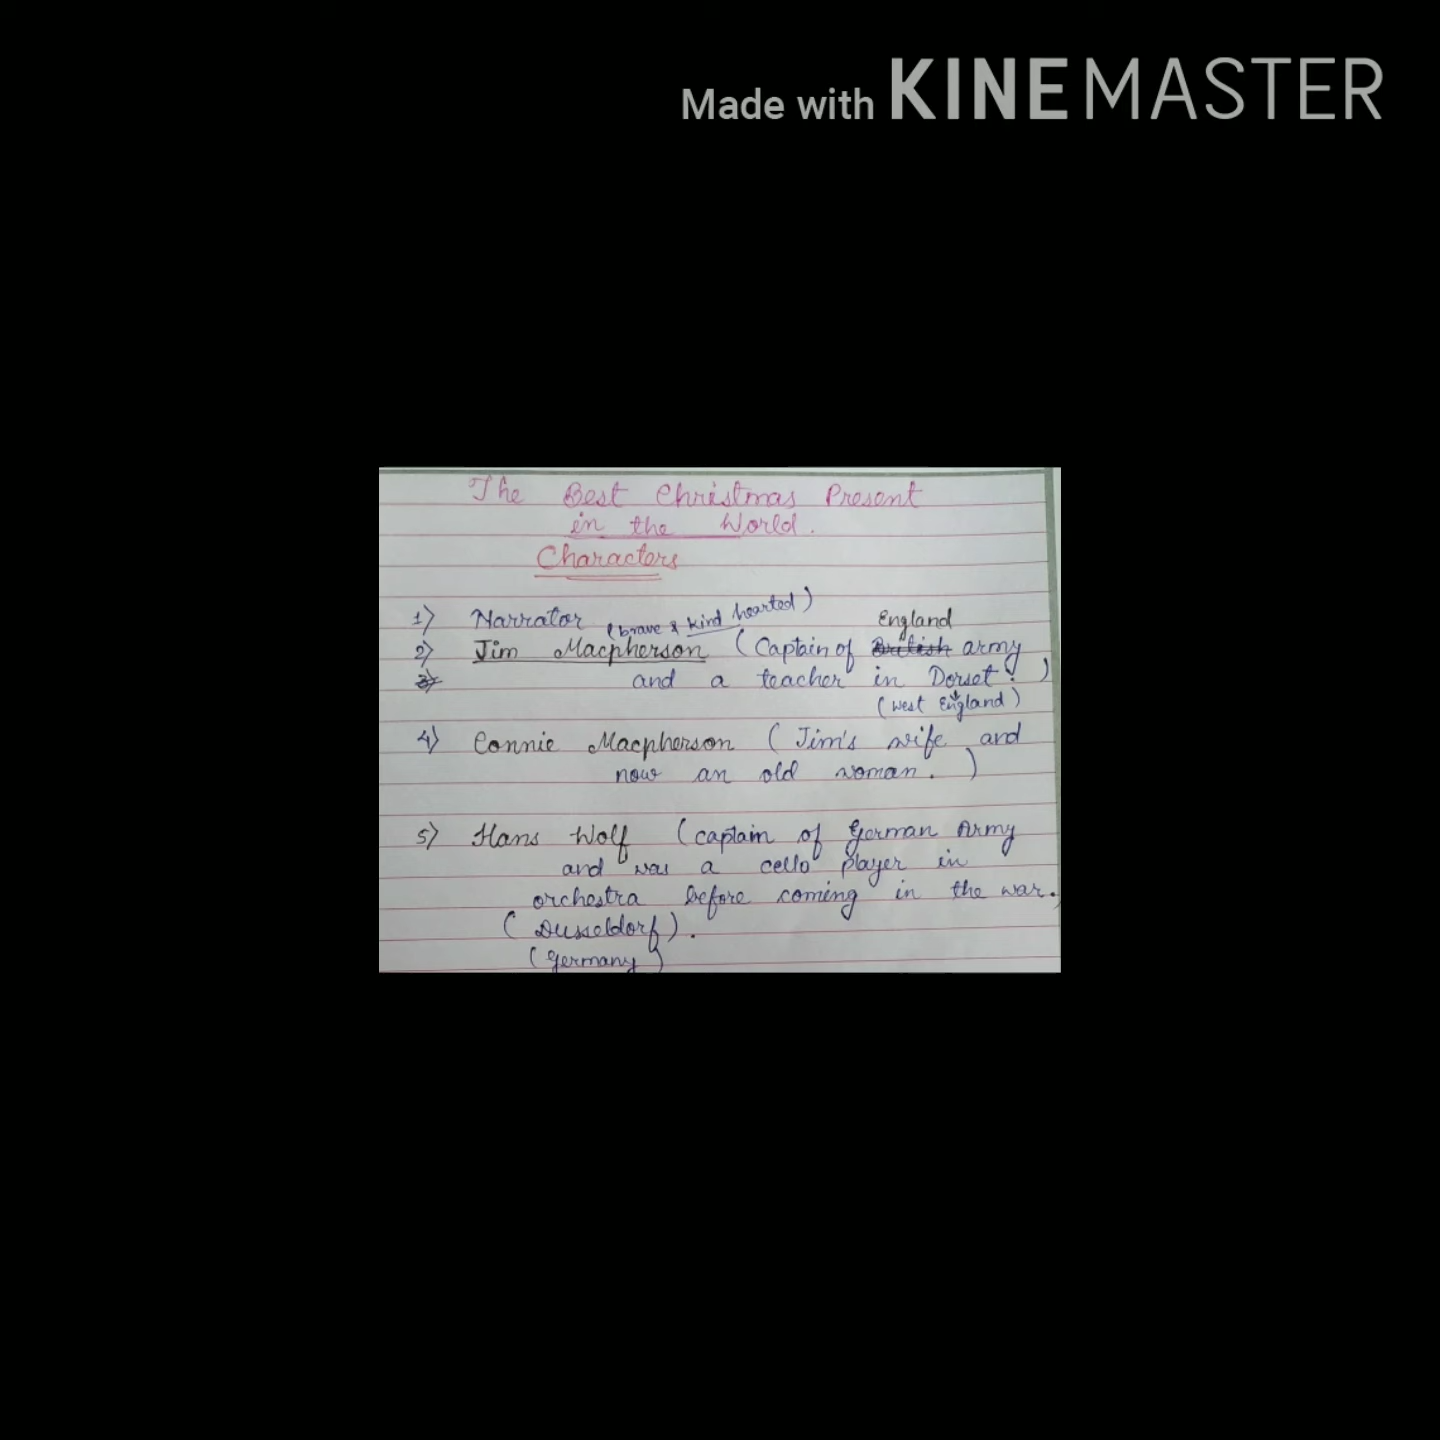 Made with KINEMASTER
The Best Christmas Present
in the World.
Characters
1) Narrator (brave & kind hearted)
England
2) Jim Macpherson (Captain of British army
3) and a teacher in Dorset.)
(west England)
4) Connie Macpherson (Jim's wife and
now an old woman.)
5) Hans Wolf (captain of German Army
and was a cello player in
orchestra before coming in the war.
(Dusseldorf).
(Germany)